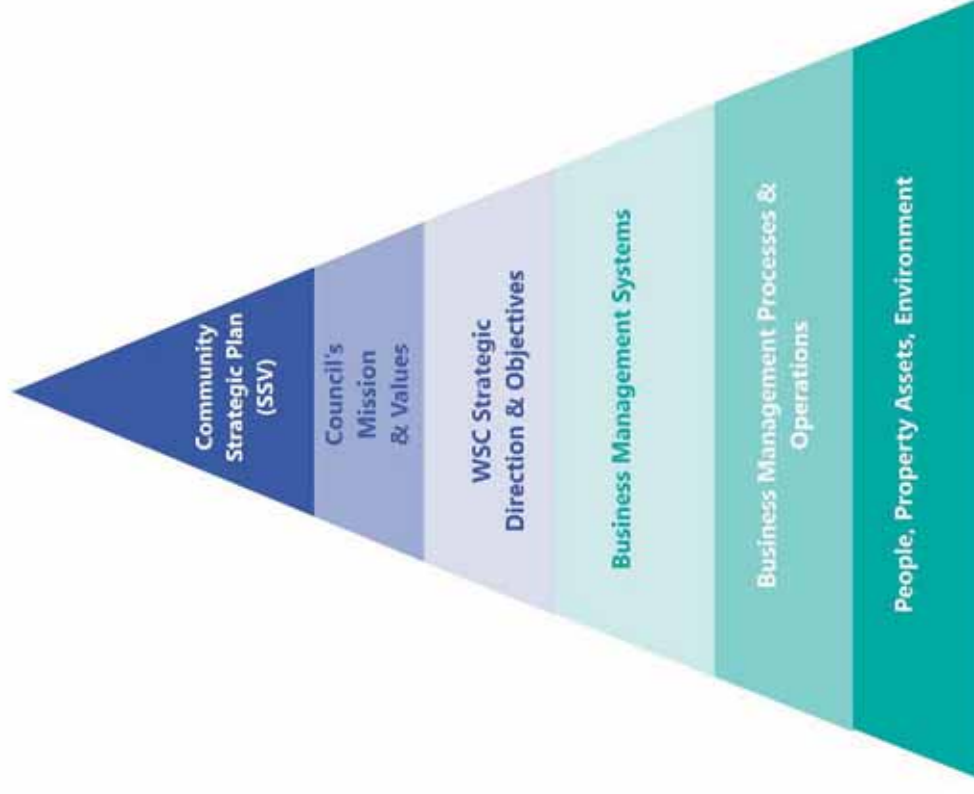 Community
Strategic Plan
(SSV)
Council's
Mission
& Values
WSC Strategic
Direction & Objectives
Business Management Systems
Business Management Processes &
Operations
People, Property Assets, Environment